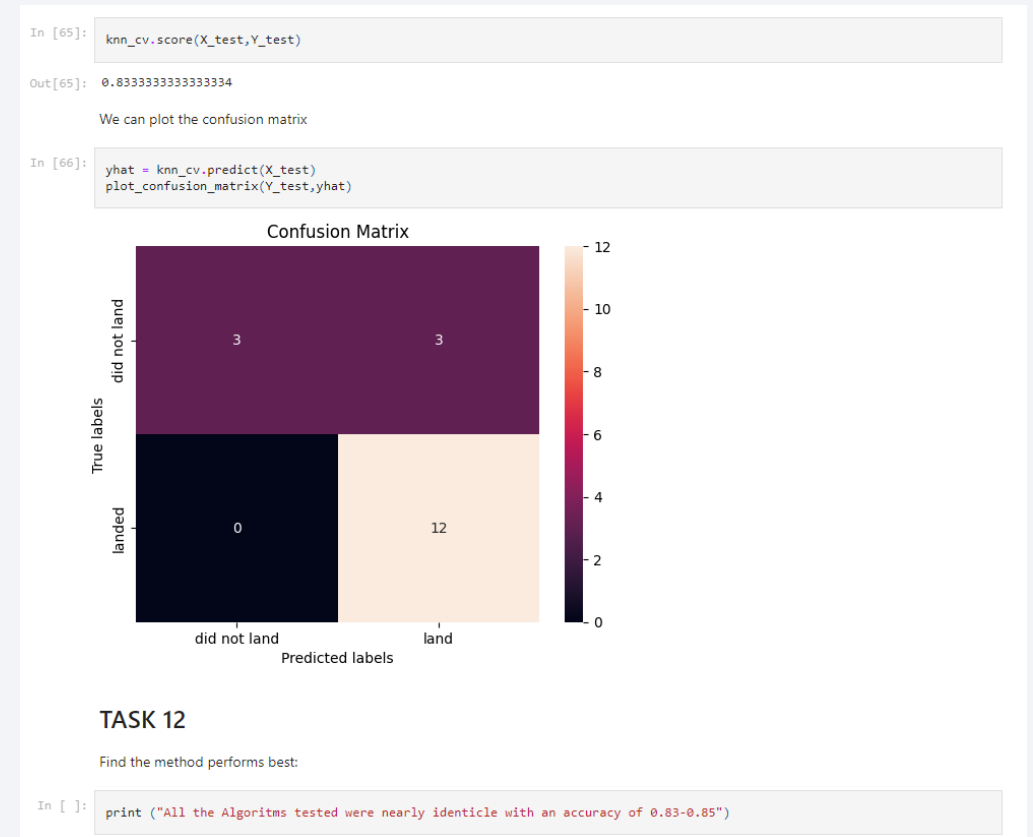 In [65]:
knn_cv.score(X_test,Y_test)
Out[65]: 0.8333333333333334
We can plot the confusion matrix
In [66]:
yhat = knn_cv.predict(X_test)
plot_confusion_matrix(Y_test,yhat)
Confusion Matrix
12
10
8
6
4
2
0
True labels
did not land
landed
3 3
0 12
did not land land
Predicted labels
TASK 12
Find the method performs best:
In [ ]:
print ("All the Algoritms tested were nearly identicle with an accuracy of 0.83-0.85")